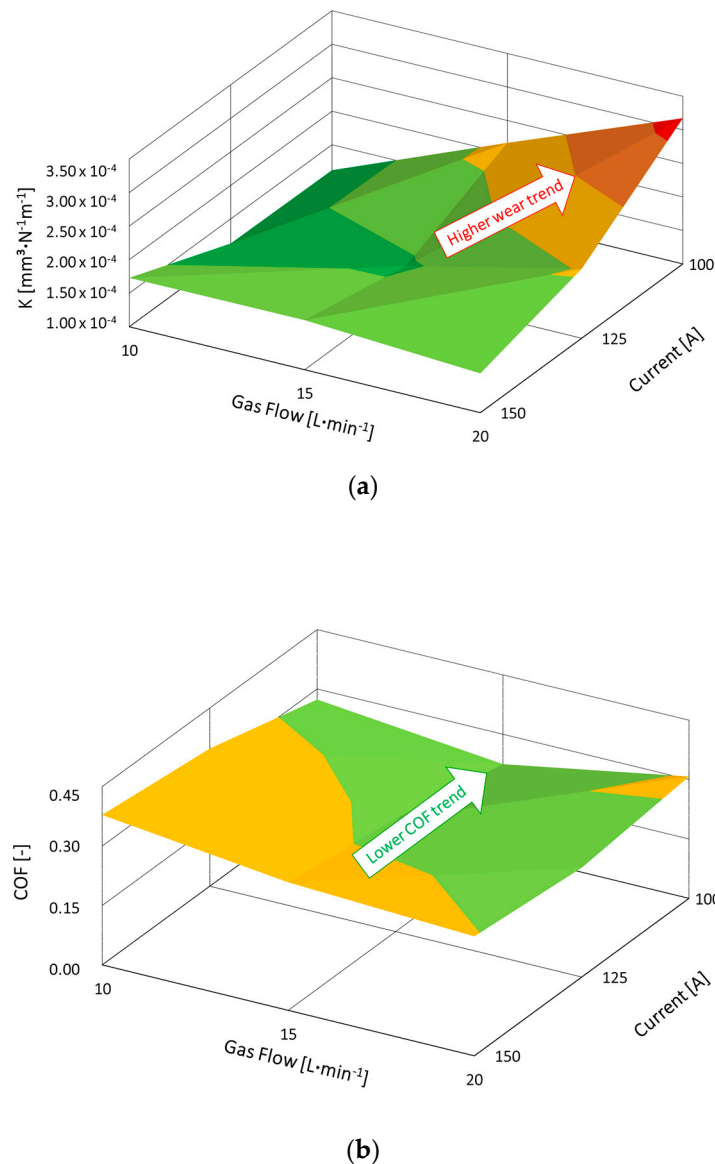 3.50 x 10⁻⁴
3.00 x 10⁻⁴
2.50 x 10⁻⁴
2.00 x 10⁻⁴
1.50 x 10⁻⁴
1.00 x 10⁻⁴
K [mm³·N⁻¹m⁻¹]
Higher wear trend
10
15
20
Gas Flow [L·min⁻¹]
100
125
150
Current [A]
(a)
0.45
0.30
0.15
0.00
COF [-]
Lower COF trend
10
15
20
Gas Flow [L·min⁻¹]
100
125
150
Current [A]
(b)